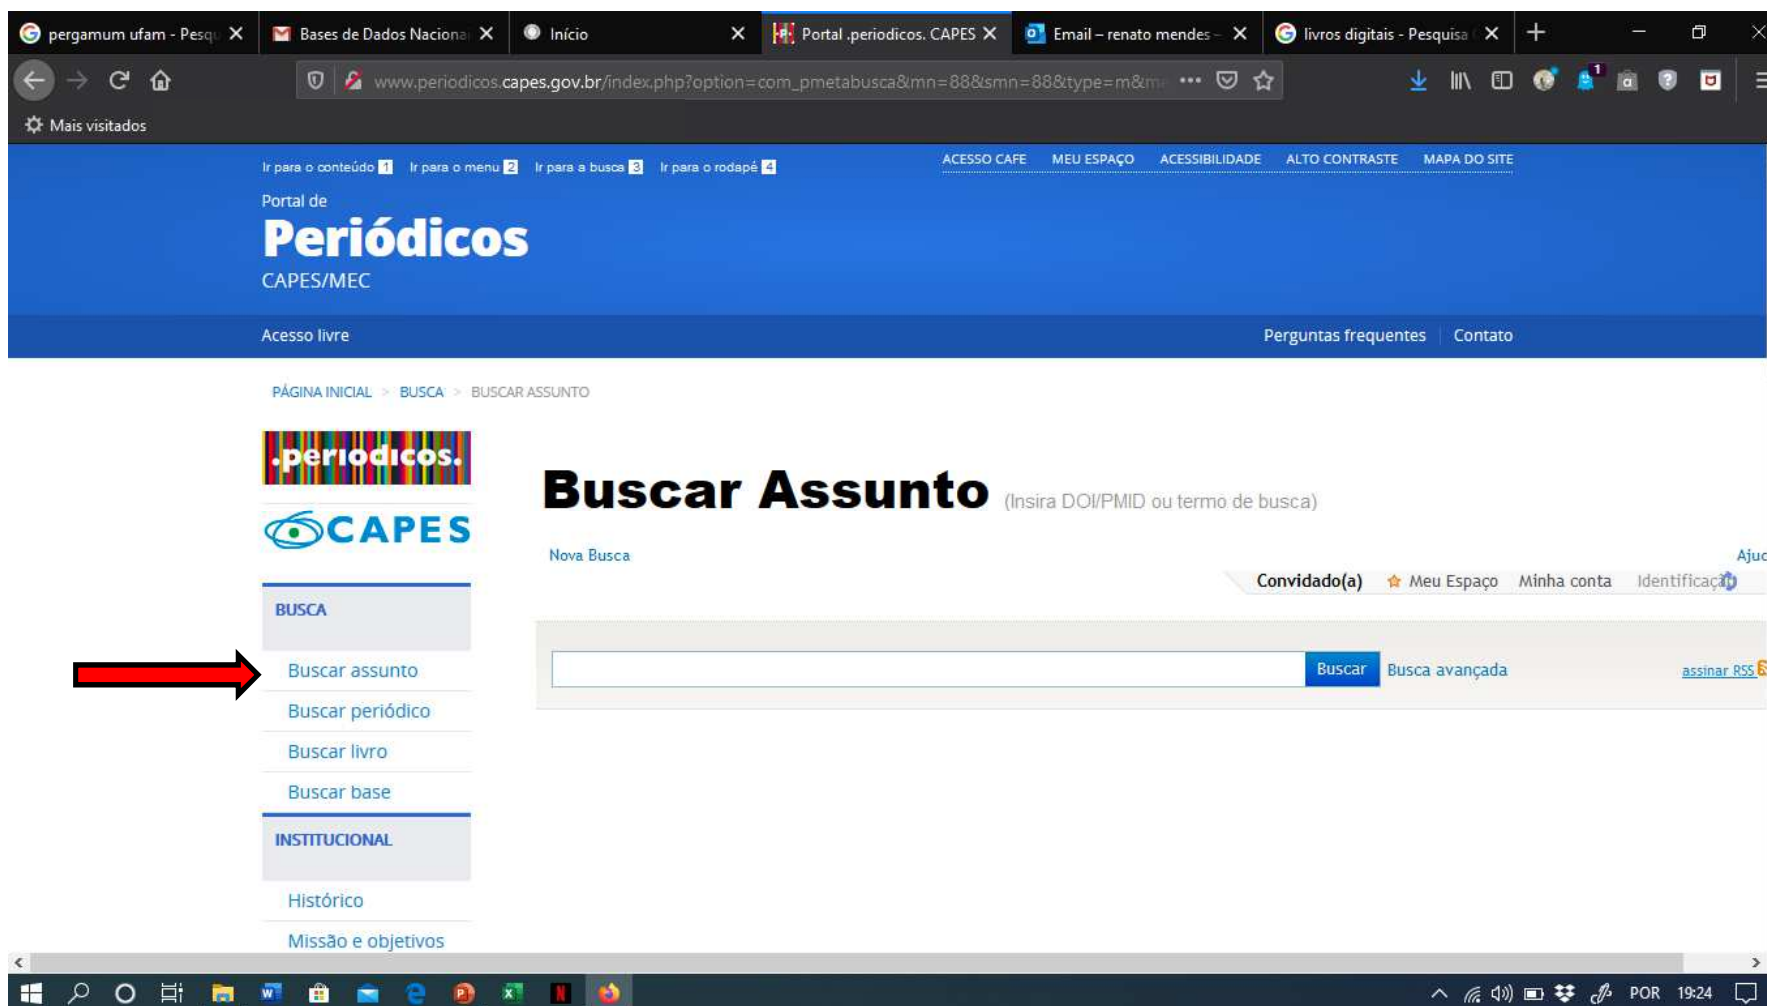 pergamum ufam - Pesqu
Bases de Dados Naciona
Início
Portal .periodicos. CAPES
Email – renato mendes –
livros digitais - Pesquisa
www.periodicos.capes.gov.br/index.php?option=com_pmetabusca&mn=88&smn=88&type=m&m
1
Mais visitados
Ir para o conteúdo 1 Ir para o menu 2 Ir para a busca 3 Ir para o rodapé 4
ACESSO CAFE MEU ESPAÇO ACESSIBILIDADE ALTO CONTRASTE MAPA DO SITE
Portal de
Periódicos
CAPES/MEC
Acesso livre
Perguntas frequentes Contato
PÁGINA INICIAL > BUSCA > BUSCAR ASSUNTO
.periodicos.
CAPES
Buscar Assunto (Insira DOI/PMID ou termo de busca)
Nova Busca
Ajud
Convidado(a) Meu Espaço Minha conta Identificação
BUSCA
Buscar assunto
Buscar periódico
Buscar livro
Buscar base
Buscar Busca avançada assinar RSS
INSTITUCIONAL
Histórico
Missão e objetivos
POR 19:24